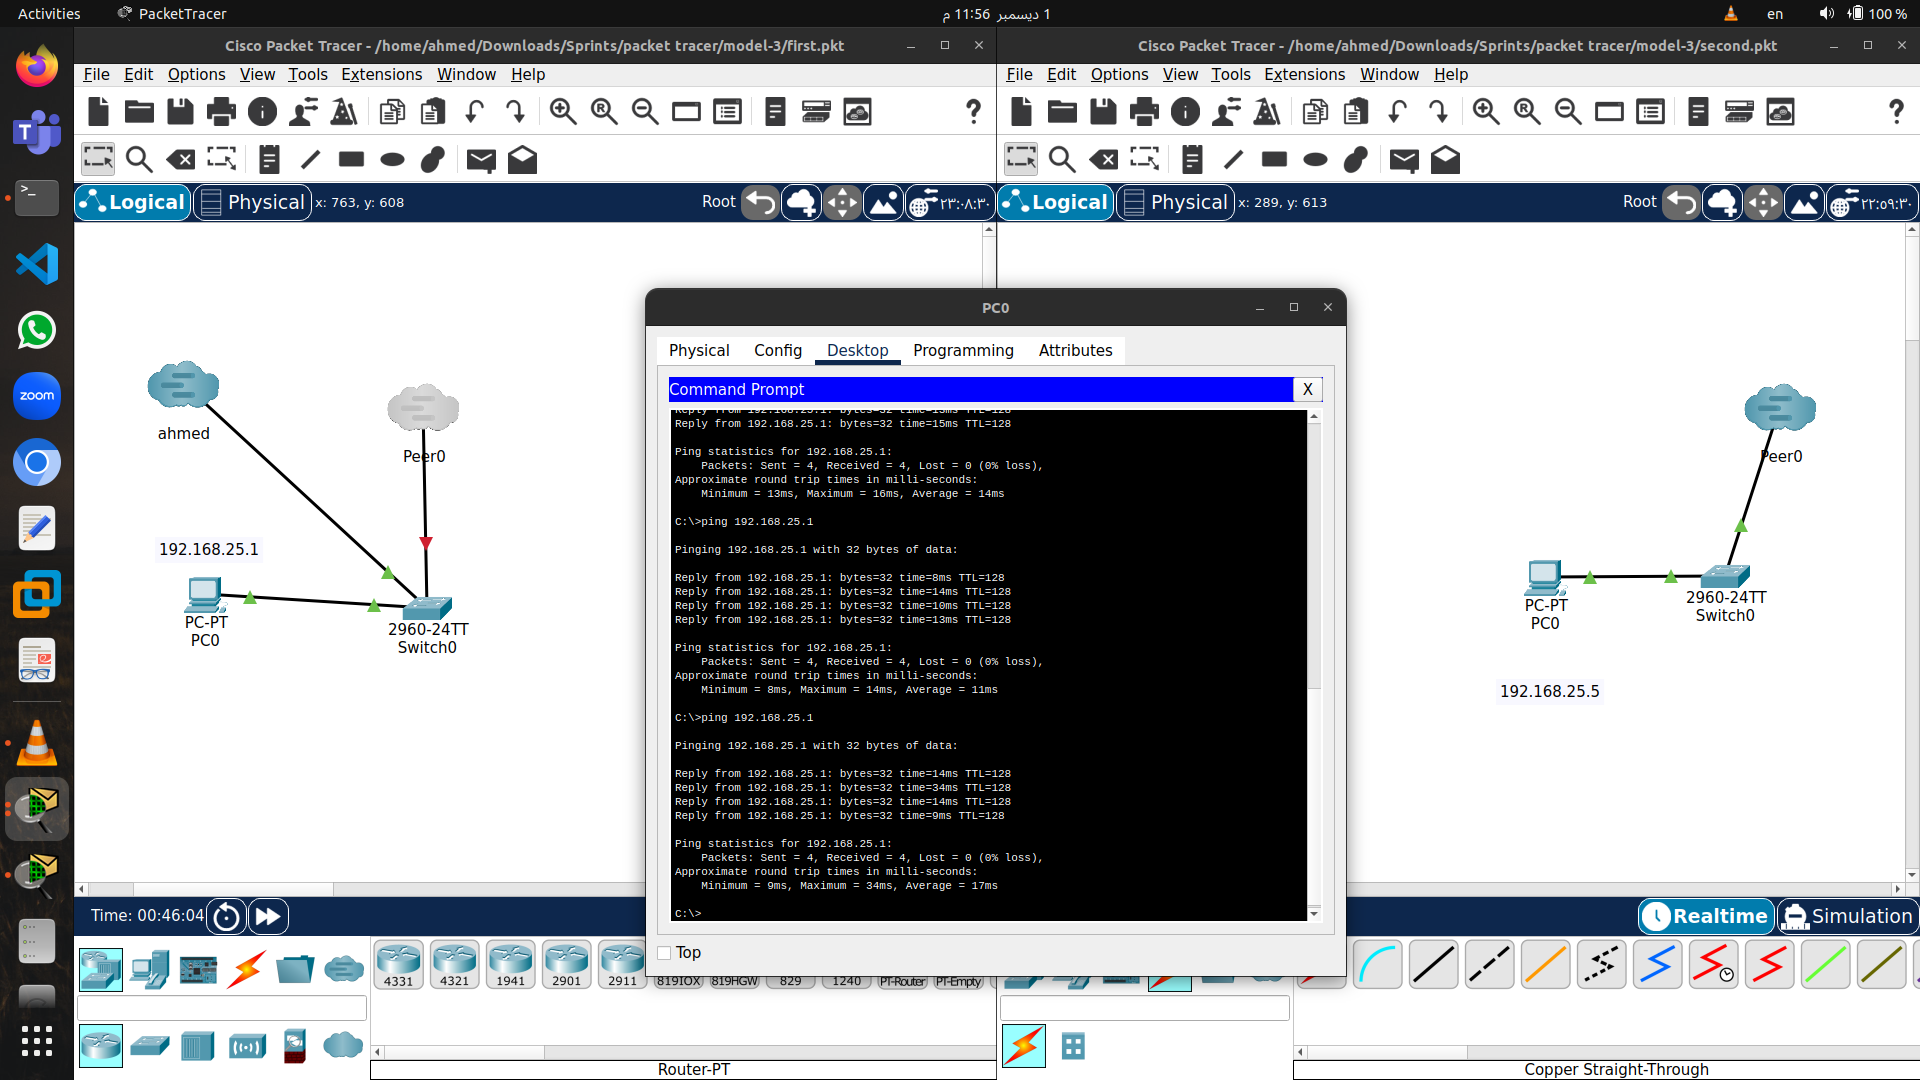 Activities
PacketTracer
1 ديسمبر 11:56 م
en
100 %
Cisco Packet Tracer - /home/ahmed/Downloads/Sprints/packet tracer/model-3/first.pkt
File Edit Options View Tools Extensions Window Help
Logical
Physical
x: 763, y: 608
Root
٢٣:٠٨:٣٠
ahmed
Peer0
192.168.25.1
PC-PT
PC0
2960-24TT
Switch0
Time: 00:46:04
4331
4321
1941
2901
2911
819IOX
819HGW
829
1240
PT-Router
PT-Empty
Router-PT
Cisco Packet Tracer - /home/ahmed/Downloads/Sprints/packet tracer/model-3/second.pkt
File Edit Options View Tools Extensions Window Help
Logical
Physical
x: 289, y: 613
Root
٢٢:٥٩:٣٠
Peer0
PC-PT
PC0
2960-24TT
Switch0
192.168.25.5
Realtime
Simulation
Copper Straight-Through
PC0
Physical Config Desktop Programming Attributes
Command Prompt
X
Reply from 192.168.25.1: bytes=32 time=13ms TTL=128
Reply from 192.168.25.1: bytes=32 time=15ms TTL=128
Ping statistics for 192.168.25.1:
Packets: Sent = 4, Received = 4, Lost = 0 (0% loss),
Approximate round trip times in milli-seconds:
Minimum = 13ms, Maximum = 16ms, Average = 14ms
C:\>ping 192.168.25.1
Pinging 192.168.25.1 with 32 bytes of data:
Reply from 192.168.25.1: bytes=32 time=8ms TTL=128
Reply from 192.168.25.1: bytes=32 time=14ms TTL=128
Reply from 192.168.25.1: bytes=32 time=10ms TTL=128
Reply from 192.168.25.1: bytes=32 time=13ms TTL=128
Ping statistics for 192.168.25.1:
Packets: Sent = 4, Received = 4, Lost = 0 (0% loss),
Approximate round trip times in milli-seconds:
Minimum = 8ms, Maximum = 14ms, Average = 11ms
C:\>ping 192.168.25.1
Pinging 192.168.25.1 with 32 bytes of data:
Reply from 192.168.25.1: bytes=32 time=14ms TTL=128
Reply from 192.168.25.1: bytes=32 time=34ms TTL=128
Reply from 192.168.25.1: bytes=32 time=14ms TTL=128
Reply from 192.168.25.1: bytes=32 time=9ms TTL=128
Ping statistics for 192.168.25.1:
Packets: Sent = 4, Received = 4, Lost = 0 (0% loss),
Approximate round trip times in milli-seconds:
Minimum = 9ms, Maximum = 34ms, Average = 17ms
C:\>
Top
zoom